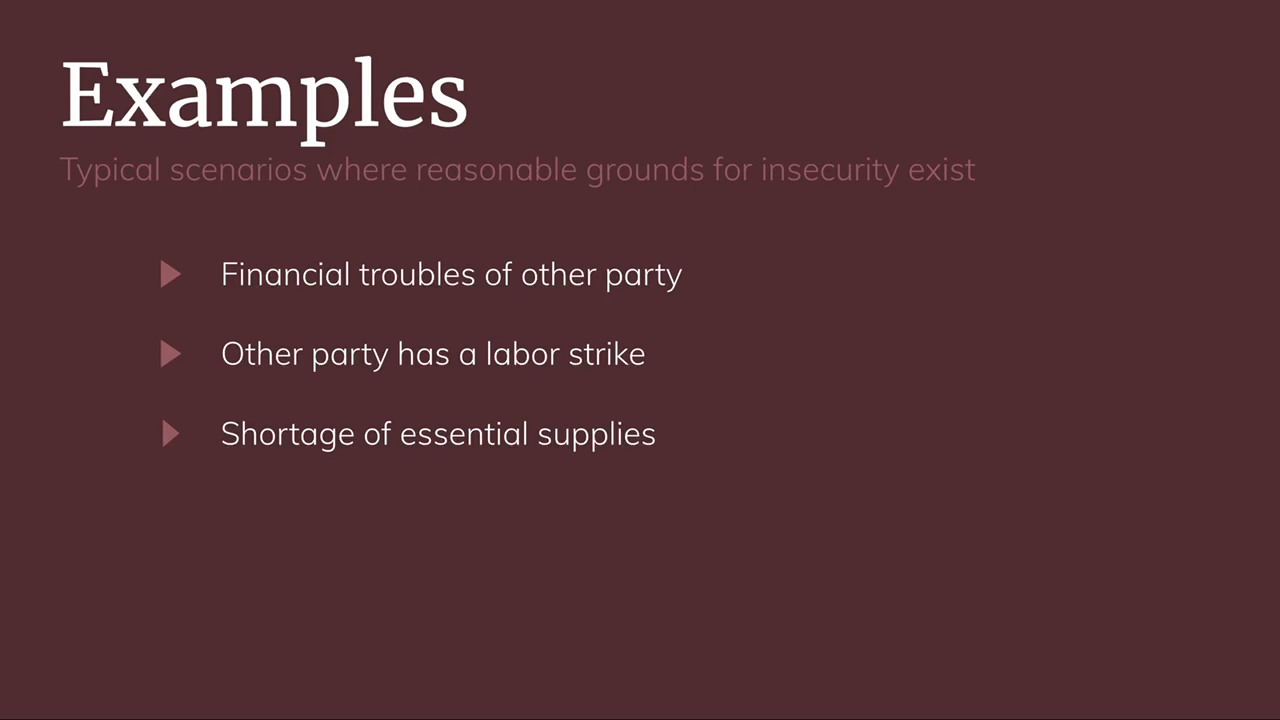 Examples
Typical scenarios where reasonable grounds for insecurity exist
Financial troubles of other party
Other party has a labor strike
Shortage of essential supplies